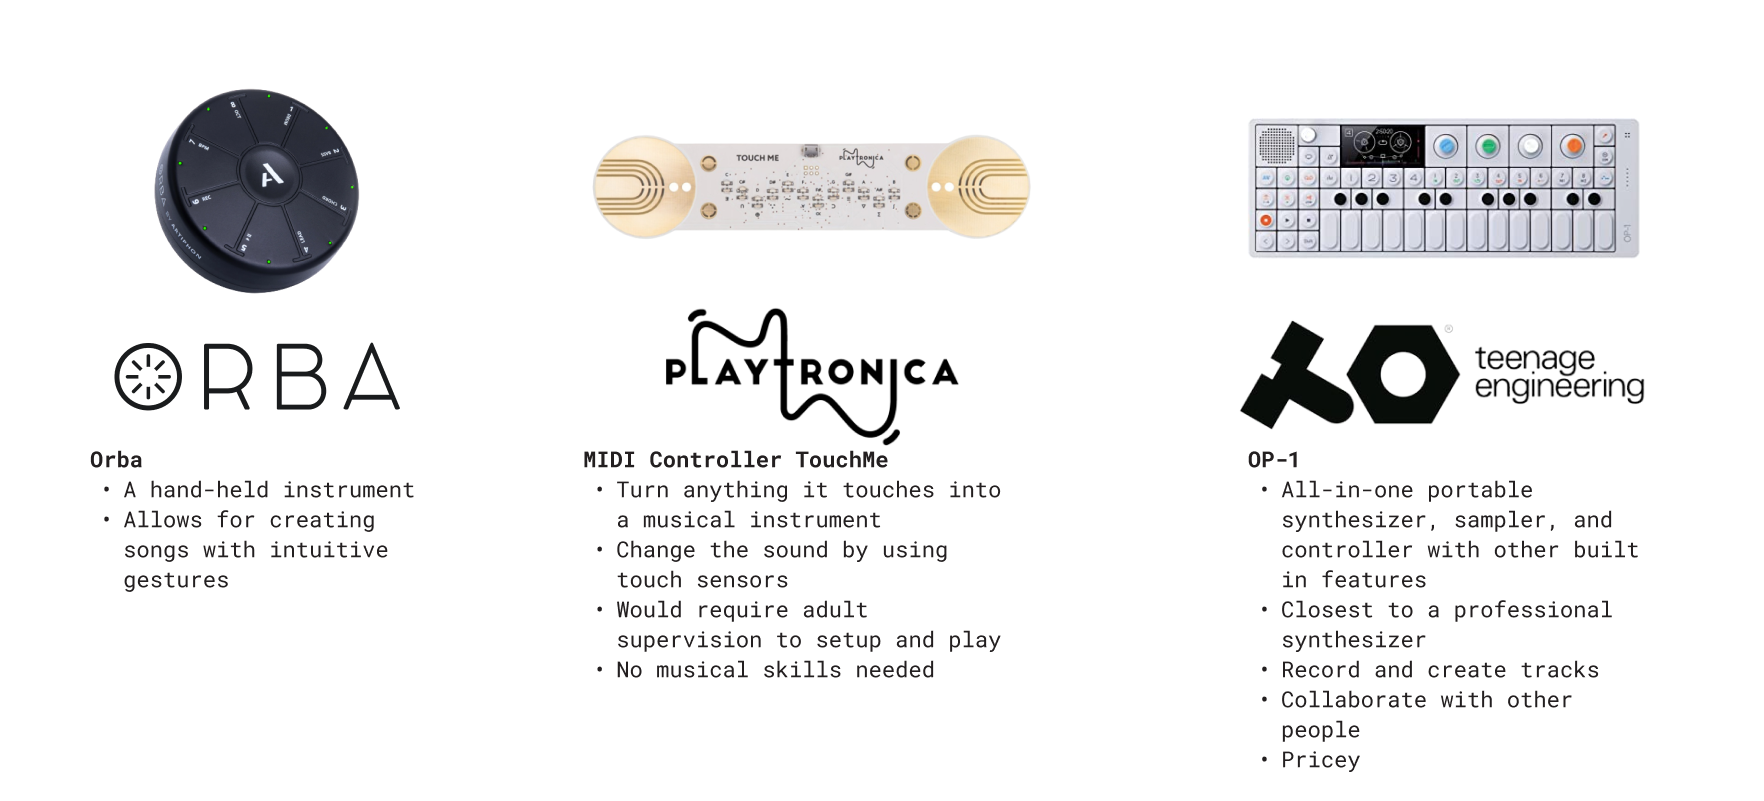 TOUCH ME
PLAYTRONICA
OP-1
ORBA
PLAYTRONICA
teenage
engineering
®
Orba
• A hand-held instrument
• Allows for creating
songs with intuitive
gestures
MIDI Controller TouchMe
• Turn anything it touches into
a musical instrument
• Change the sound by using
touch sensors
• Would require adult
supervision to setup and play
• No musical skills needed
OP-1
• All-in-one portable
synthesizer, sampler, and
controller with other built
in features
• Closest to a professional
synthesizer
• Record and create tracks
• Collaborate with other
people
• Pricey